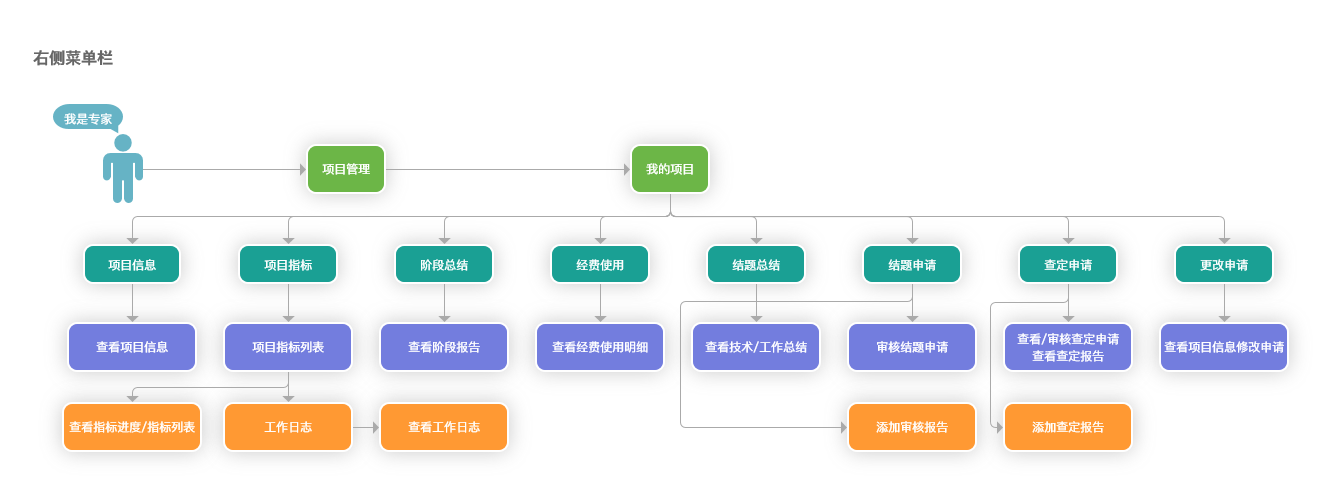 右侧菜单栏
我是专家
项目管理
我的项目
项目信息
项目指标
阶段总结
经费使用
结题总结
结题申请
查定申请
更改申请
查看项目信息
项目指标列表
查看阶段报告
查看经费使用明细
查看技术/工作总结
审核结题申请
查看/审核查定申请
查看查定报告
查看项目信息修改申请
查看指标进度/指标列表
工作日志
查看工作日志
添加审核报告
添加查定报告